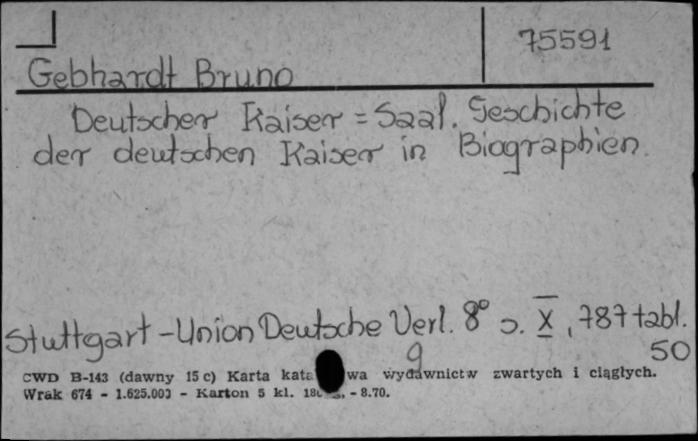 75591
Gebhardt Bruno
Deutscher Kaiser = Saal. Geschichte
der deutschen Kaiser in Biographien.
Stuttgart - Union Deutsche Verl. 8° s. X, 787 tabl.
9 50
CWD B-143 (dawny 15 c) Karta kata wa wydawnictw zwartych i ciągłych.
Wrak 674 - 1.625.000 - Karton 5 kl. - 8.70.